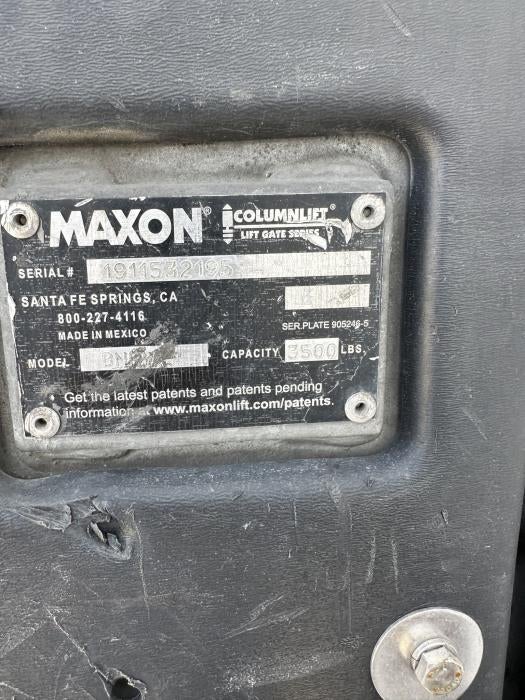 MAXON® COLUMNLIFT®
LIFT GATE SERIES
SERIAL # 1911532195
SANTA FE SPRINGS, CA
800-227-4116
MADE IN MEXICO
SER.PLATE 905246-5
MODEL CAPACITY 3500 LBS.
Get the latest patents and patents pending
information at www.maxonlift.com/patents.